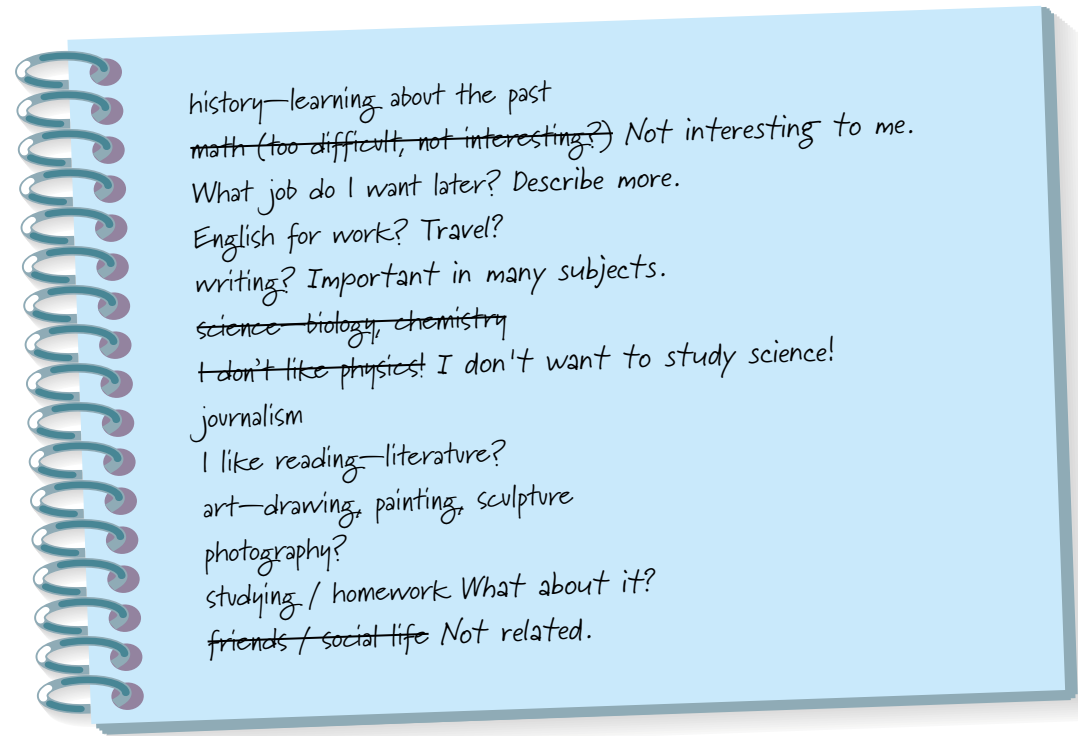 history—learning about the past
math (too difficult, not interesting?) Not interesting to me.
What job do I want later? Describe more.
English for work? Travel?
writing? Important in many subjects.
science—biology, chemistry
I don't like physics! I don't want to study science!
journalism
I like reading—literature?
art—drawing, painting, sculpture
photography?
studying / homework What about it?
friends / social life Not related.